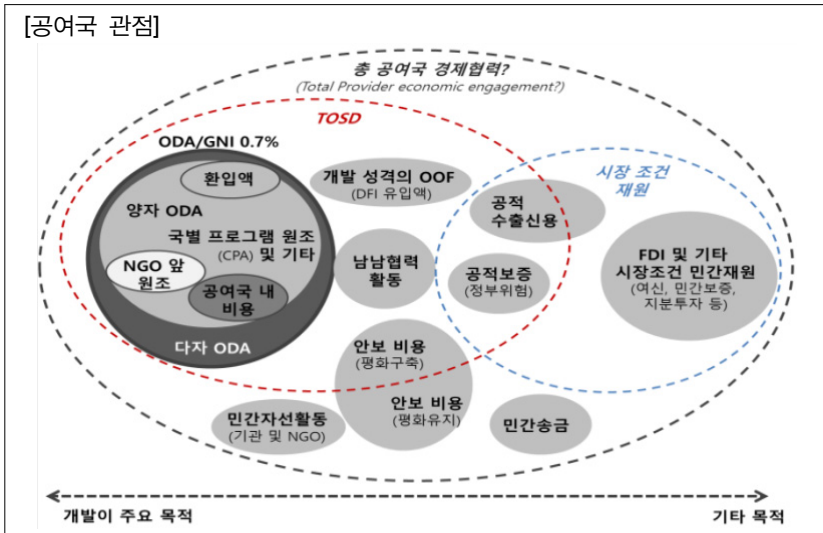 [공여국 관점]
총 공여국 경제협력?
(Total Provider economic engagement?)
TOSD
ODA/GNI 0.7%
환입액
양자 ODA
국별 프로그램 원조
(CPA) 및 기타
NGO 앞
원조
공여국 내
비용
다자 ODA
개발 성격의 OOF
(DFI 유입액)
남남협력
활동
안보 비용
(평화구축)
안보 비용
(평화유지)
민간자선활동
(기관 및 NGO)
시장 조건
재원
공적
수출신용
공적보증
(정부위험)
FDI 및 기타
시장조건 민간재원
(여신, 민간보증,
지분투자 등)
민간송금
개발이 주요 목적
기타 목적